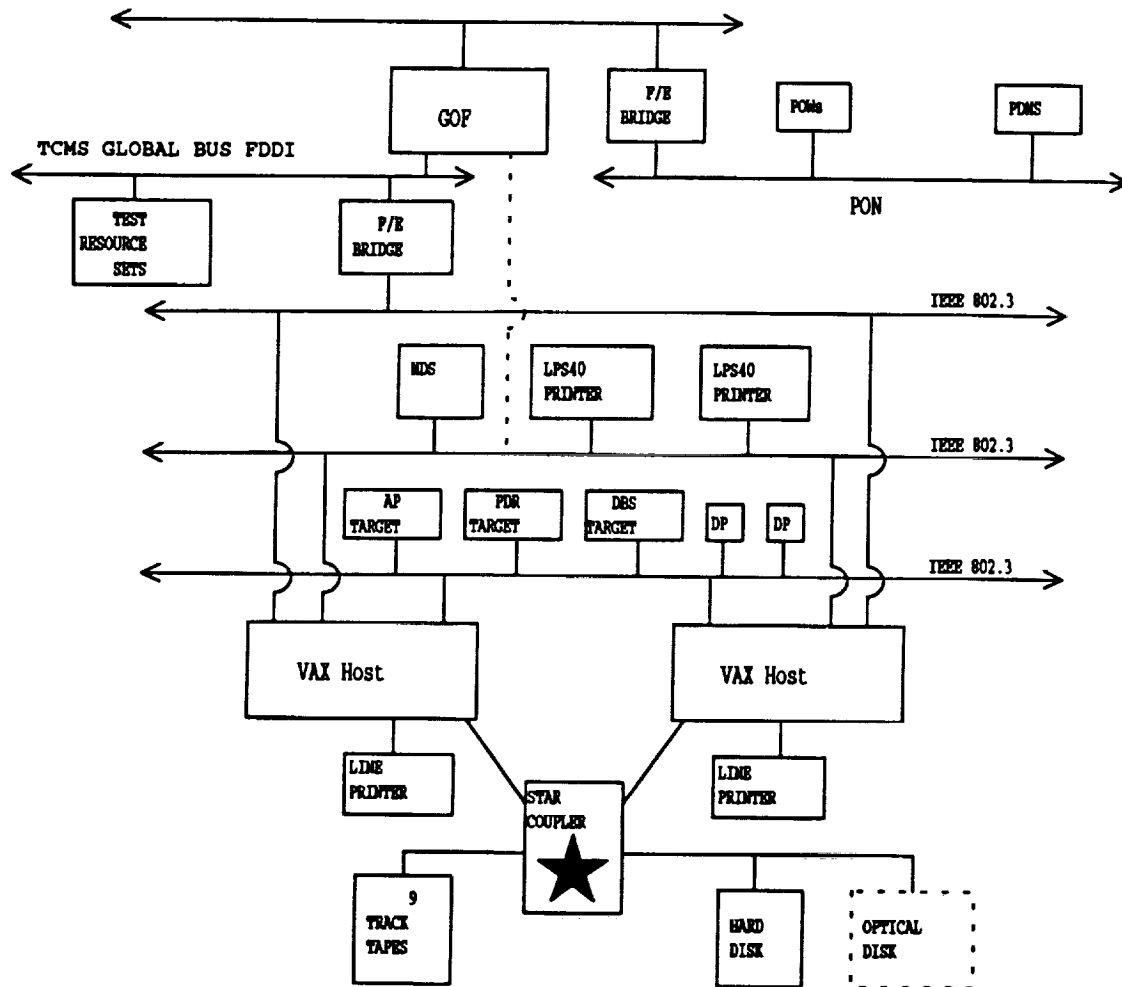 F/E
BRIDGE
POWs
PDMS
GOF
TCMS GLOBAL BUS FDDI
PON
TEST
RESOURCE
SETS
F/E
BRIDGE
IEEE 802.3
MDS
LPS40
PRINTER
LPS40
PRINTER
IEEE 802.3
AP
TARGET
PDR
TARGET
DBS
TARGET
DP
DP
IEEE 802.3
VAX Host
VAX Host
LINE
PRINTER
LINE
PRINTER
STAR
COUPLER
9
TRACK
TAPES
HARD
DISK
OPTICAL
DISK